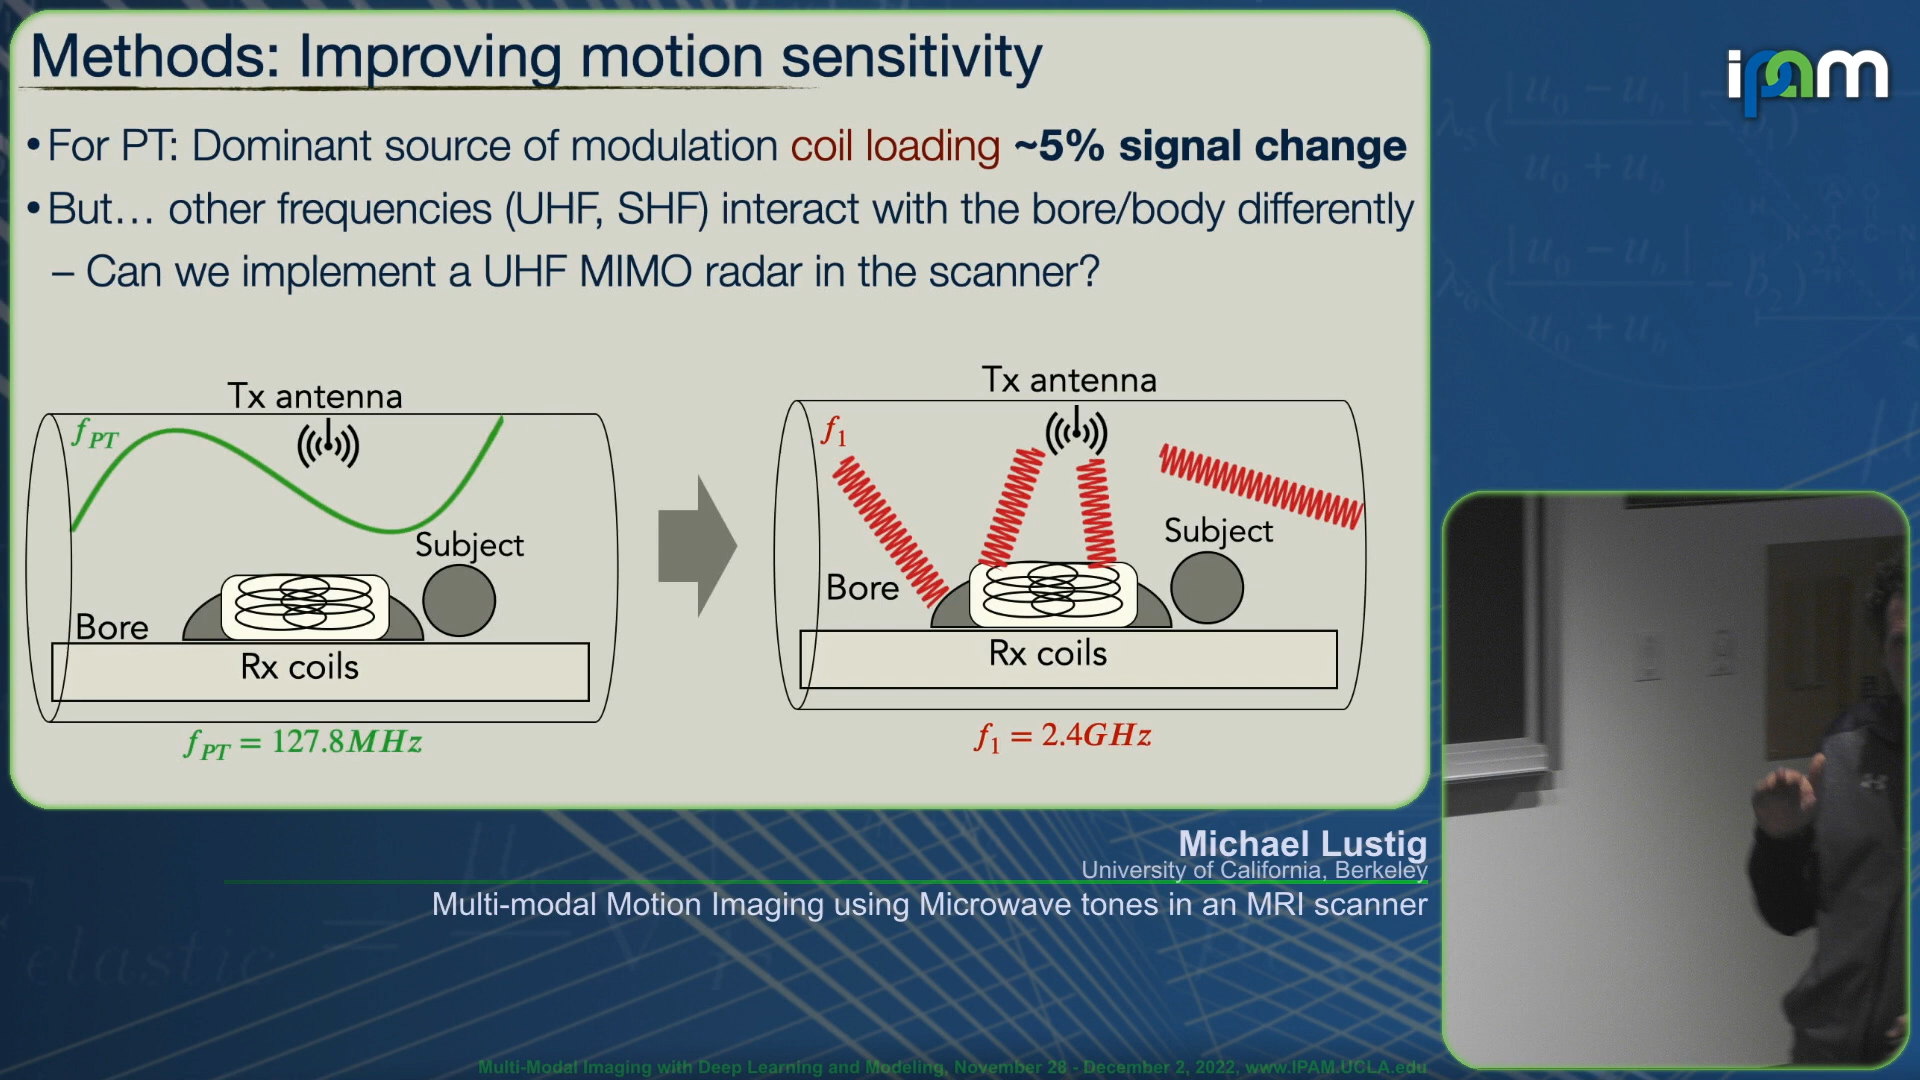 Methods: Improving motion sensitivity
• For PT: Dominant source of modulation coil loading ~5% signal change
• But… other frequencies (UHF, SHF) interact with the bore/body differently
– Can we implement a UHF MIMO radar in the scanner?
Tx antenna
f_PT
Subject
Bore
Rx coils
f_PT = 127.8MHz
Tx antenna
f_1
Subject
Bore
Rx coils
f_1 = 2.4GHz
ipam
Michael Lustig
University of California, Berkeley
Multi-modal Motion Imaging using Microwave tones in an MRI scanner
elastic
Multi-Modal Imaging with Deep Learning and Modeling, November 28 - December 2, 2022, www.IPAM.UCLA.edu